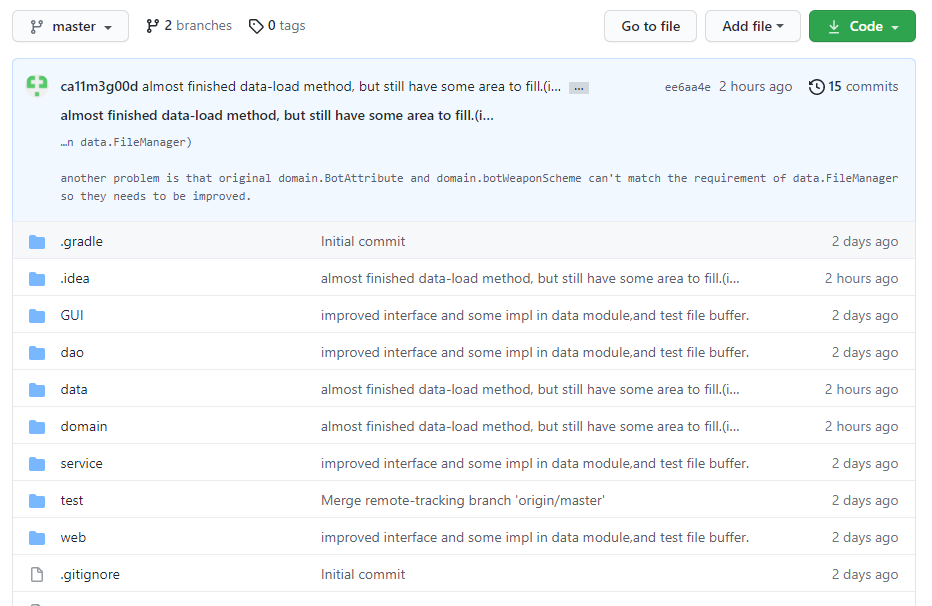 master 2 branches 0 tags Go to file Add file Code
ca11m3g00d almost finished data-load method, but still have some area to fill.(i... ... ee6aa4e 2 hours ago 15 commits
almost finished data-load method, but still have some area to fill.(i...
…n data.FileManager)
another problem is that original domain.BotAttribute and domain.botWeaponScheme can't match the requirement of data.FileManager
so they needs to be improved.
.gradle Initial commit 2 days ago
.idea almost finished data-load method, but still have some area to fill.(i... 2 hours ago
GUI improved interface and some impl in data module,and test file buffer. 2 days ago
dao improved interface and some impl in data module,and test file buffer. 2 days ago
data almost finished data-load method, but still have some area to fill.(i... 2 hours ago
domain almost finished data-load method, but still have some area to fill.(i... 2 hours ago
service improved interface and some impl in data module,and test file buffer. 2 days ago
test Merge remote-tracking branch 'origin/master' 2 days ago
web improved interface and some impl in data module,and test file buffer. 2 days ago
.gitignore Initial commit 2 days ago